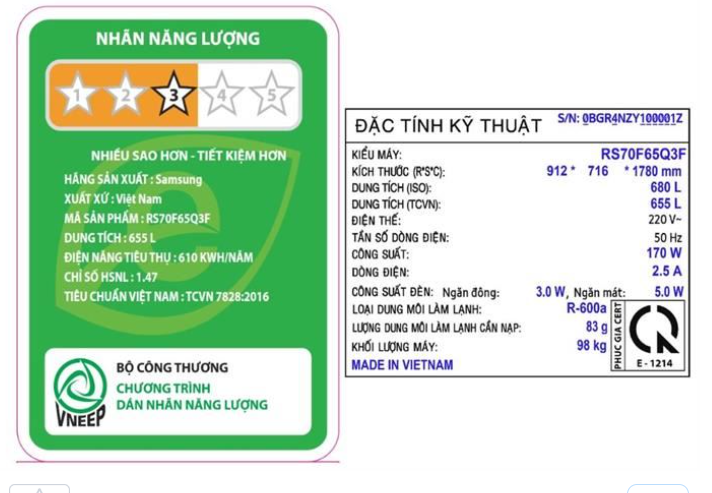 NHÃN NĂNG LƯỢNG
1 2 3 4 5
NHIỀU SAO HƠN - TIẾT KIỆM HƠN
HÃNG SẢN XUẤT : Samsung
XUẤT XỨ : Việt Nam
MÃ SẢN PHẨM : RS70F65Q3F
DUNG TÍCH : 655 L
ĐIỆN NĂNG TIÊU THỤ : 610 KWH/NĂM
CHỈ SỐ HSNL : 1.47
TIÊU CHUẨN VIỆT NAM : TCVN 7828:2016
VNEEP
BỘ CÔNG THƯƠNG
CHƯƠNG TRÌNH
DÁN NHÃN NĂNG LƯỢNG
ĐẶC TÍNH KỸ THUẬT S/N: 0BGR4NZY100001Z
KIỂU MÁY: RS70F65Q3F
KÍCH THƯỚC (R*S*C): 912 * 716 * 1780 mm
DUNG TÍCH (ISO): 680 L
DUNG TÍCH (TCVN): 655 L
ĐIỆN THẾ: 220 V~
TẦN SỐ DÒNG ĐIỆN: 50 Hz
CÔNG SUẤT: 170 W
DÒNG ĐIỆN: 2.5 A
CÔNG SUẤT ĐÈN: Ngăn đông: 3.0 W, Ngăn mát: 5.0 W
LOẠI DUNG MÔI LÀM LẠNH: R-600a
LƯỢNG DUNG MÔI LÀM LẠNH CẦN NẠP: 83 g
KHỐI LƯỢNG MÁY: 98 kg
MADE IN VIETNAM
PHUC GIA CERT
E - 1214